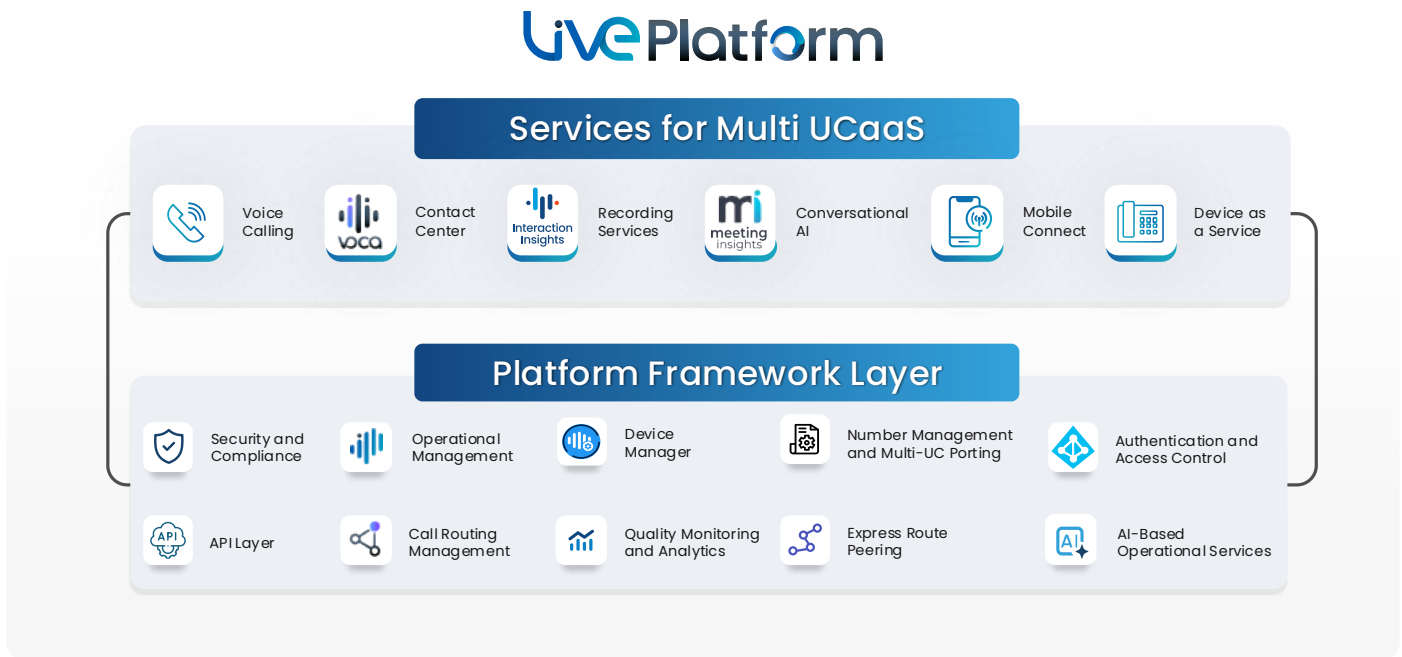 Live Platform
Services for Multi UCaaS
Voice
Calling
voca
Contact
Center
Interaction
Insights
Recording
Services
mi
meeting
insights
Conversational
AI
Mobile
Connect
Device as
a Service
Platform Framework Layer
Security and
Compliance
Operational
Management
Device
Manager
Number Management
and Multi-UC Porting
Authentication and
Access Control
API
API Layer
Call Routing
Management
Quality Monitoring
and Analytics
Express Route
Peering
AI
AI-Based
Operational Services